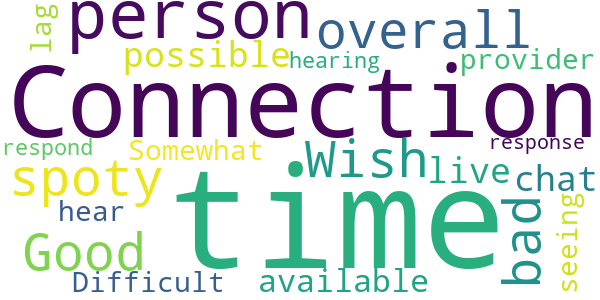 lag
person
overall
possible
hearing
provider
Connection
respond
Somewhat
Wish
response
live
chat
spoty
time
hear
bad
seeing
Good
Difficult
available